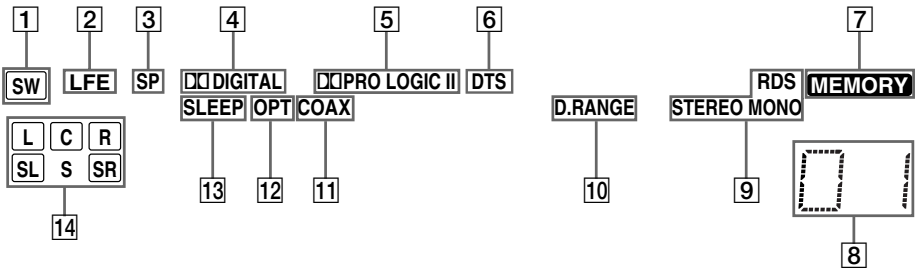 1 2 3 4 5 6 7
SW LFE SP DIGITAL PRO LOGIC II DTS RDS MEMORY
SLEEP OPT COAX D.RANGE STEREO MONO
L C R
SL S SR
01
14 13 12 11 10 9 8